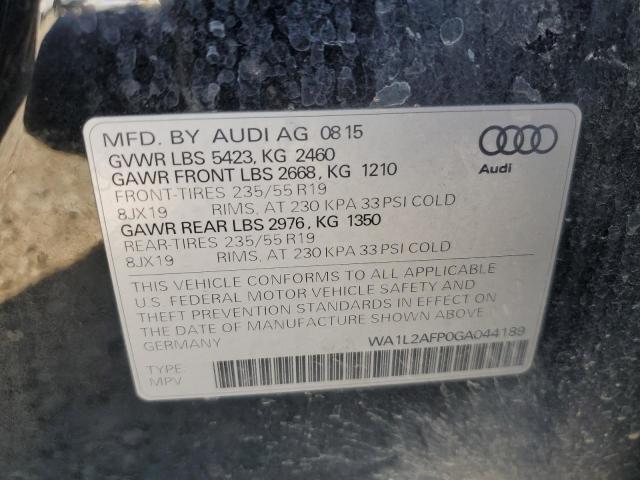 MFD. BY AUDI AG 0815
GVWR LBS 5423, KG 2460
GAWR FRONT LBS 2668, KG 1210
FRONT-TIRES 235/55 R19
8JX19 RIMS, AT 230 KPA 33 PSI COLD
GAWR REAR LBS 2976, KG 1350
REAR-TIRES 235/55 R19
8JX19 RIMS, AT 230 KPA 33 PSI COLD
Audi
THIS VEHICLE CONFORMS TO ALL APPLICABLE
U.S. FEDERAL MOTOR VEHICLE SAFETY AND
THEFT PREVENTION STANDARDS IN EFFECT ON
THE DATE OF MANUFACTURE SHOWN ABOVE.
GERMANY
WA1L2AFP0GA044189
TYPE:
MPV